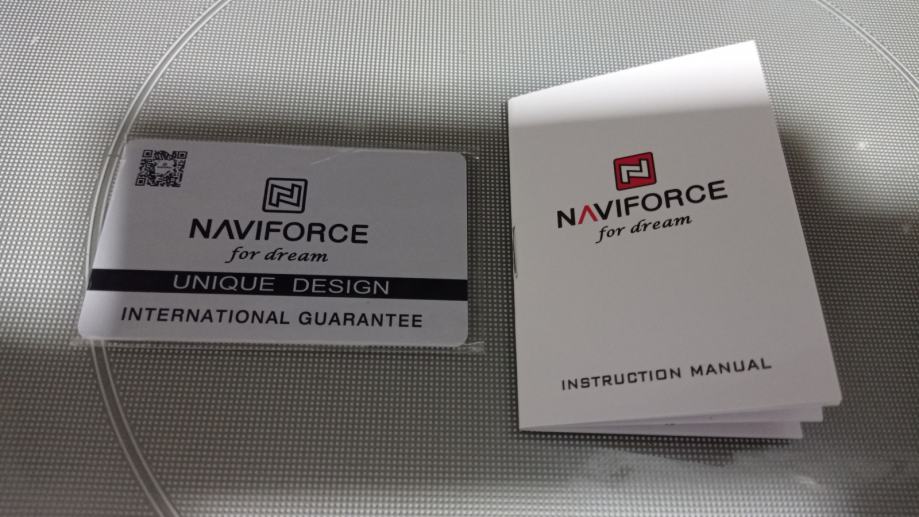 NAVIFORCE
for dream
UNIQUE DESIGN
INTERNATIONAL GUARANTEE
NAVIFORCE
for dream
INSTRUCTION MANUAL